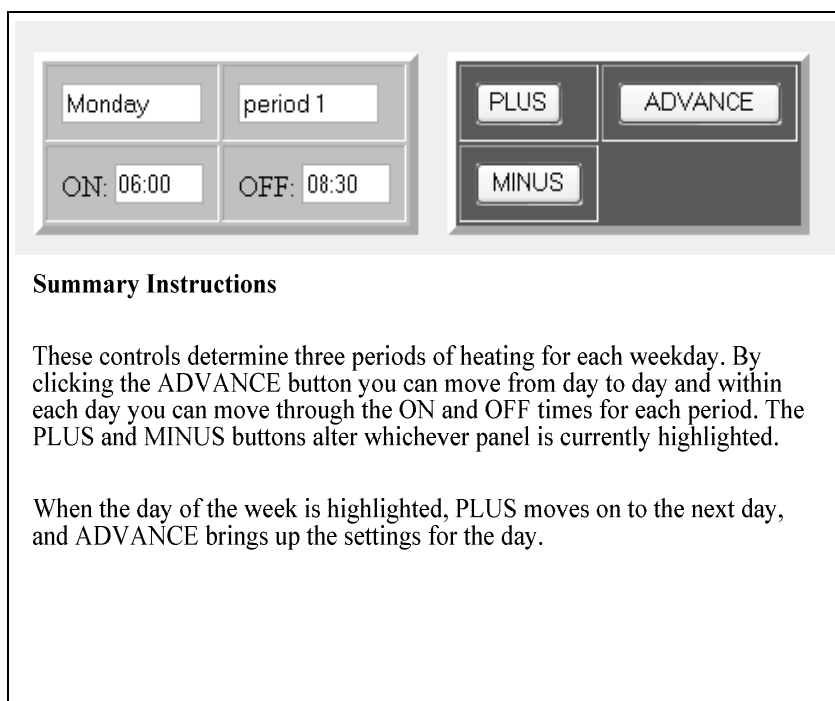 Monday period 1 PLUS ADVANCE
ON: 06:00 OFF: 08:30 MINUS
Summary Instructions
These controls determine three periods of heating for each weekday. By
clicking the ADVANCE button you can move from day to day and within
each day you can move through the ON and OFF times for each period. The
PLUS and MINUS buttons alter whichever panel is currently highlighted.
When the day of the week is highlighted, PLUS moves on to the next day,
and ADVANCE brings up the settings for the day.